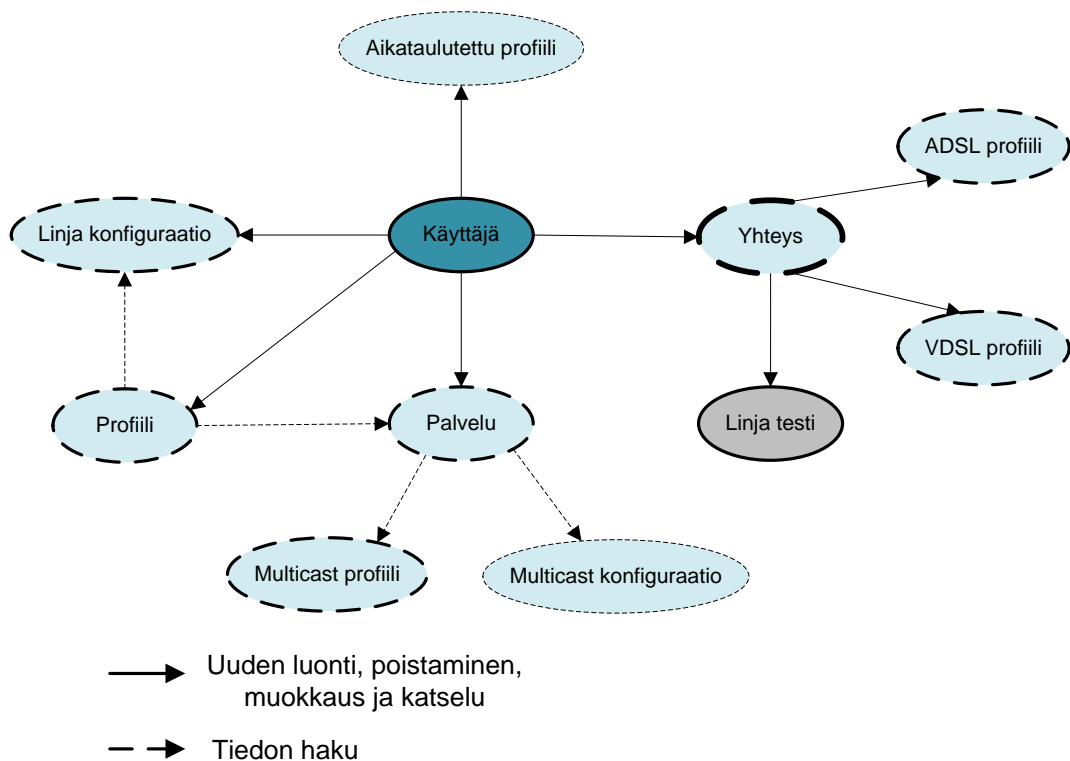 Aikataulutettu profiili
ADSL profiili
Linja konfiguraatio
Käyttäjä
Yhteys
VDSL profiili
Profiili
Palvelu
Linja testi
Multicast profiili
Multicast konfiguraatio
Uuden luonti, poistaminen,
muokkaus ja katselu
Tiedon haku